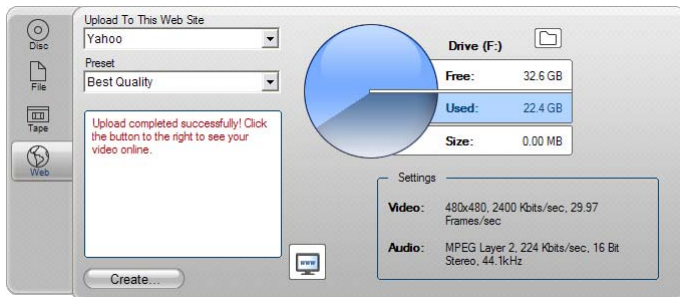 Disc
File
Tape
Web
Upload To This Web Site
Yahoo
Preset
Best Quality
Upload completed successfully! Click
the button to the right to see your
video online.
Create...
www
Drive (F:)
Free: 32.6 GB
Used: 22.4 GB
Size: 0.00 MB
Settings
Video: 480x480, 2400 Kbits/sec, 29.97
Frames/sec
Audio: MPEG Layer 2, 224 Kbits/sec, 16 Bit
Stereo, 44.1kHz